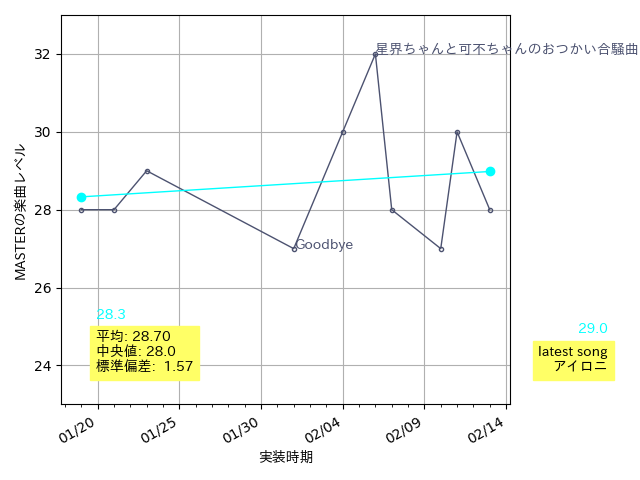 32
30
28
26
24
MASTERの楽曲レベル
星界ちゃんと可不ちゃんのおつかい合騒曲
Goodbye
28.3
平均: 28.70
中央値: 28.0
標準偏差: 1.57
29.0
latest song
アイロニ
01/20
01/25
01/30
02/04
02/09
02/14
実装時期